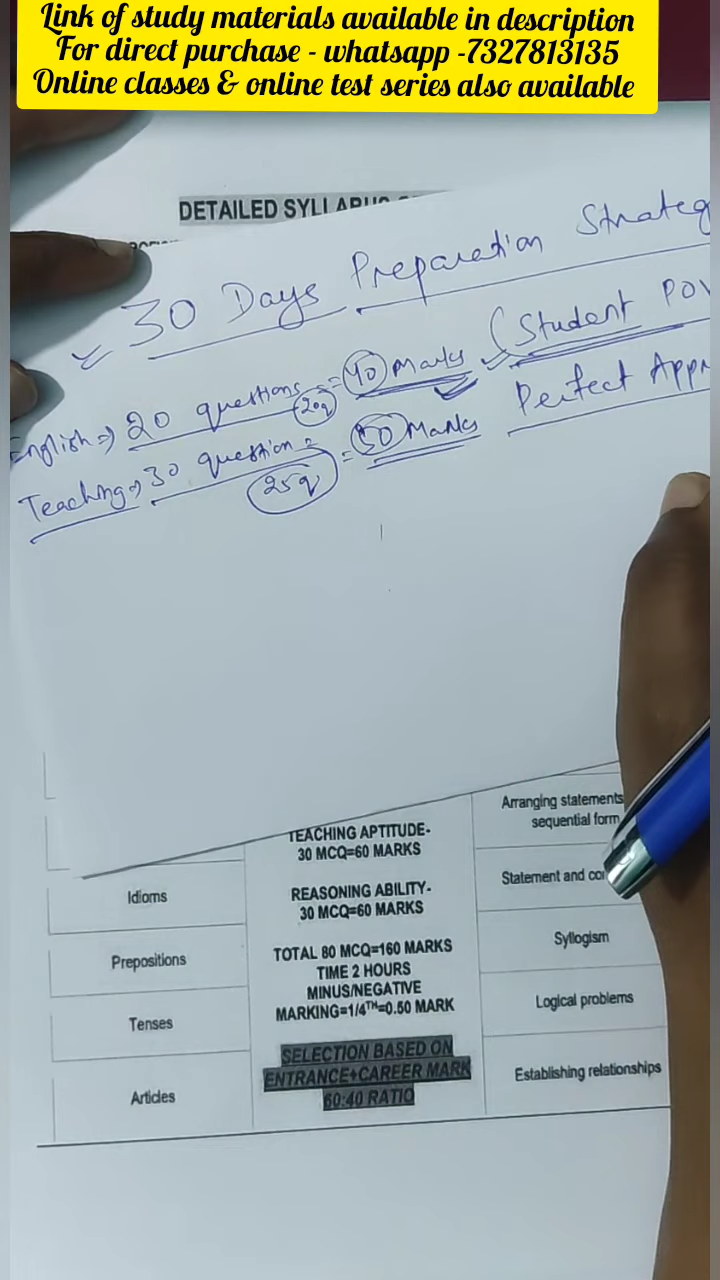 Link of study materials available in description
For direct purchase - whatsapp -7327813135
Online classes & online test series also available
DETAILED SYLLABUS
30 Days Preparation Strateg
English => 20 questions = 40 Marks (Student POV
20q
Perfect Appr
Teaching => 30 question = 50 Marks
25q
TEACHING APTITUDE-
30 MCQ=60 MARKS
REASONING ABILITY-
30 MCQ=60 MARKS
TOTAL 80 MCQ=160 MARKS
TIME 2 HOURS
MINUS/NEGATIVE
MARKING=1/4TH=0.50 MARK
SELECTION BASED ON
ENTRANCE+CAREER MARK
60:40 RATIO
Idioms
Prepositions
Tenses
Articles
Arranging statements
sequential form
Statement and co
Syllogism
Logical problems
Establishing relationships